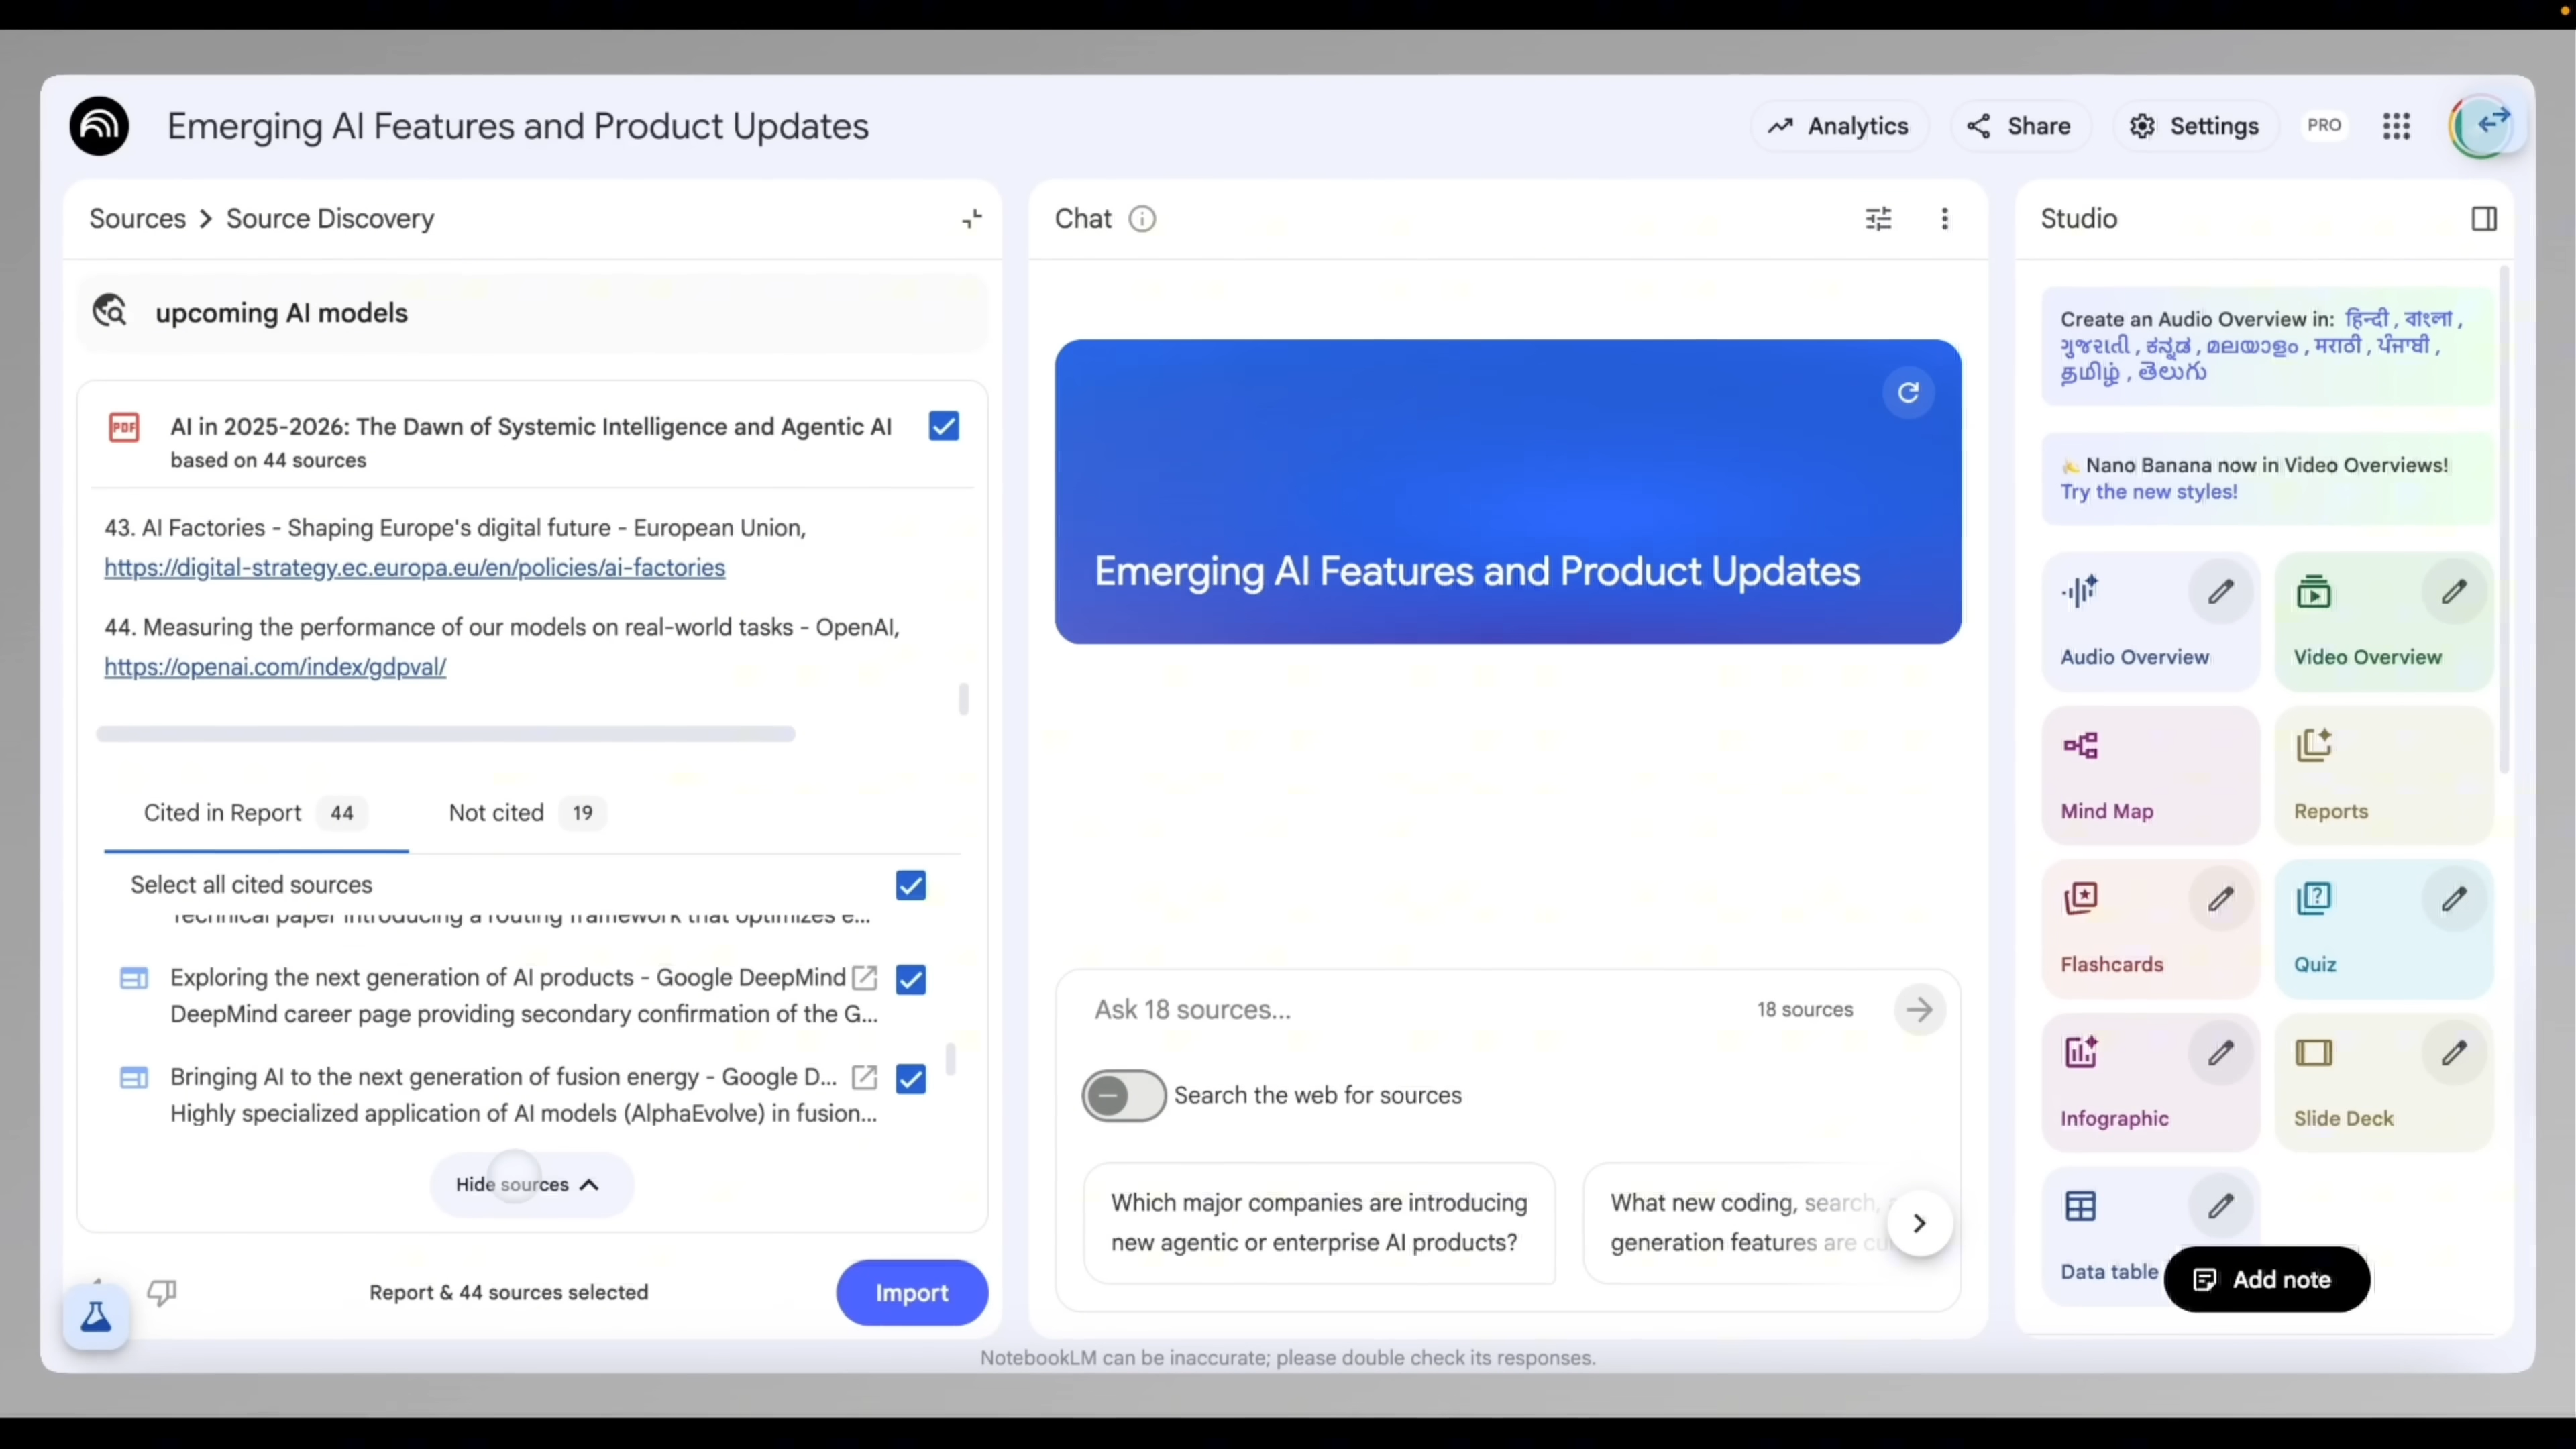 Emerging AI Features and Product Updates
Analytics
Share
Settings
PRO
Sources > Source Discovery
upcoming AI models
PDF
AI in 2025-2026: The Dawn of Systemic Intelligence and Agentic AI
based on 44 sources
43. AI Factories - Shaping Europe's digital future - European Union,
https://digital-strategy.ec.europa.eu/en/policies/ai-factories
44. Measuring the performance of our models on real-world tasks - OpenAI,
https://openai.com/index/gdpval/
Cited in Report 44
Not cited 19
Select all cited sources
Technical paper introducing a routing framework that optimizes e...
Exploring the next generation of AI products - Google DeepMind
DeepMind career page providing secondary confirmation of the G...
Bringing AI to the next generation of fusion energy - Google D...
Highly specialized application of AI models (AlphaEvolve) in fusion...
Hide sources
Report & 44 sources selected
Import
Chat
Emerging AI Features and Product Updates
Ask 18 sources...
18 sources
Search the web for sources
Which major companies are introducing
new agentic or enterprise AI products?
What new coding, search,
generation features are
Studio
Create an Audio Overview in: हिन्दी , বাংলা ,
ગુજરાતી , ಕನ್ನಡ , മലയാളം , मराठी , ਪੰਜਾਬੀ ,
தமிழ் , తెలుగు
Nano Banana now in Video Overviews!
Try the new styles!
Audio Overview
Video Overview
Mind Map
Reports
Flashcards
Quiz
Infographic
Slide Deck
Data table
Add note
NotebookLM can be inaccurate; please double check its responses.